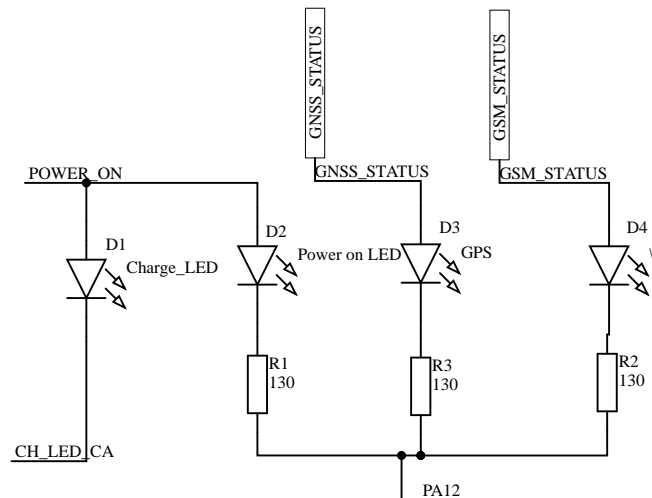 GNSS_STATUS
GSM_STATUS
POWER_ON
GNSS_STATUS
GSM_STATUS
D1
Charge_LED
D2
Power on LED
D3
GPS
D4
R1
130
R3
130
R2
130
CH_LED_CA
PA12